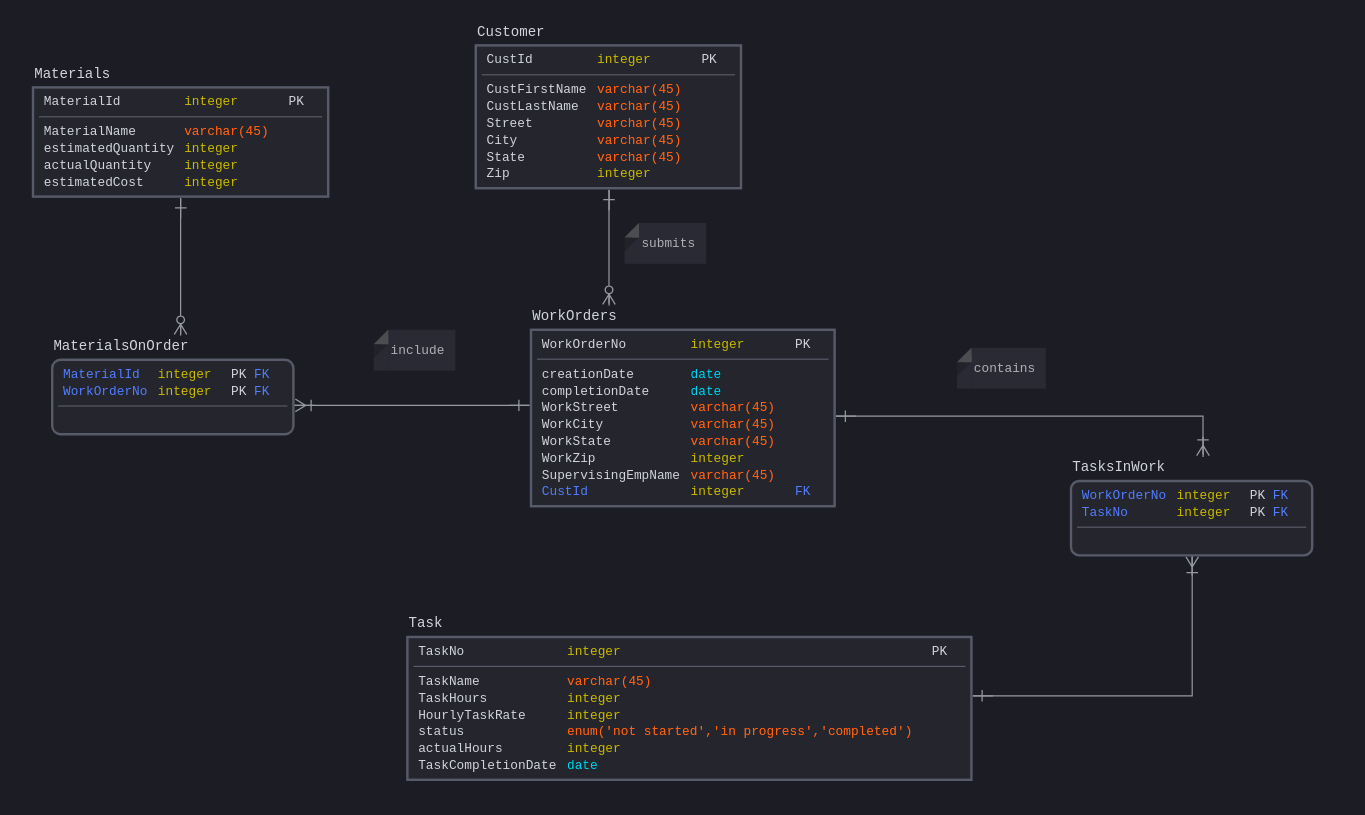 Customer
CustId integer PK
CustFirstName varchar(45)
CustLastName varchar(45)
Street varchar(45)
City varchar(45)
State varchar(45)
Zip integer
Materials
MaterialId integer PK
MaterialName varchar(45)
estimatedQuantity integer
actualQuantity integer
estimatedCost integer
submits
WorkOrders
WorkOrderNo integer PK
creationDate date
completionDate date
WorkStreet varchar(45)
WorkCity varchar(45)
WorkState varchar(45)
WorkZip integer
SupervisingEmpName varchar(45)
CustId integer FK
MaterialsOnOrder
MaterialId integer PK FK
WorkOrderNo integer PK FK
include
contains
TasksInWork
WorkOrderNo integer PK FK
TaskNo integer PK FK
Task
TaskNo integer PK
TaskName varchar(45)
TaskHours integer
HourlyTaskRate integer
status enum('not started','in progress','completed')
actualHours integer
TaskCompletionDate date